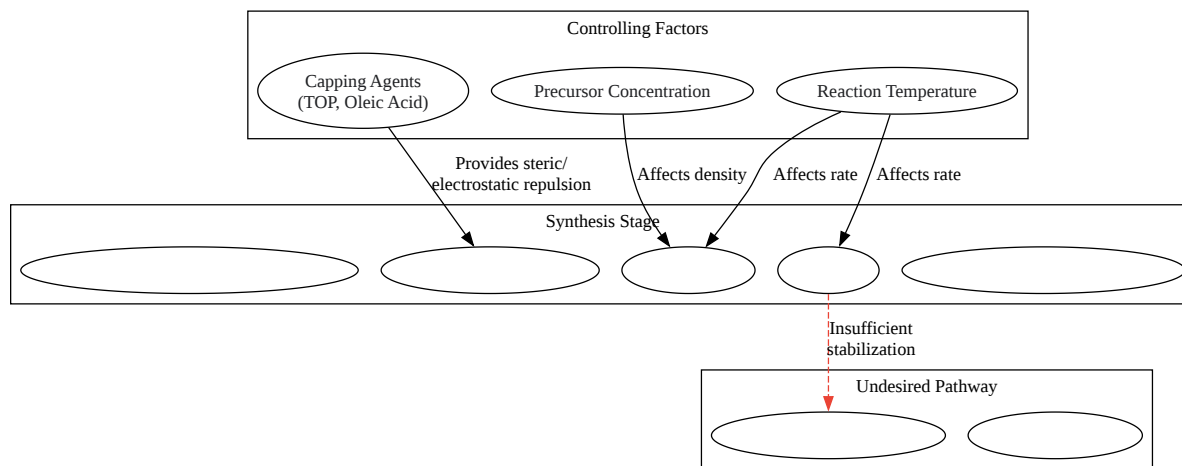 Controlling Factors
Capping Agents
(TOP, Oleic Acid)
Precursor Concentration
Reaction Temperature
Provides steric/
electrostatic repulsion
Affects density
Affects rate
Affects rate
Synthesis Stage
Insufficient
stabilization
Undesired Pathway